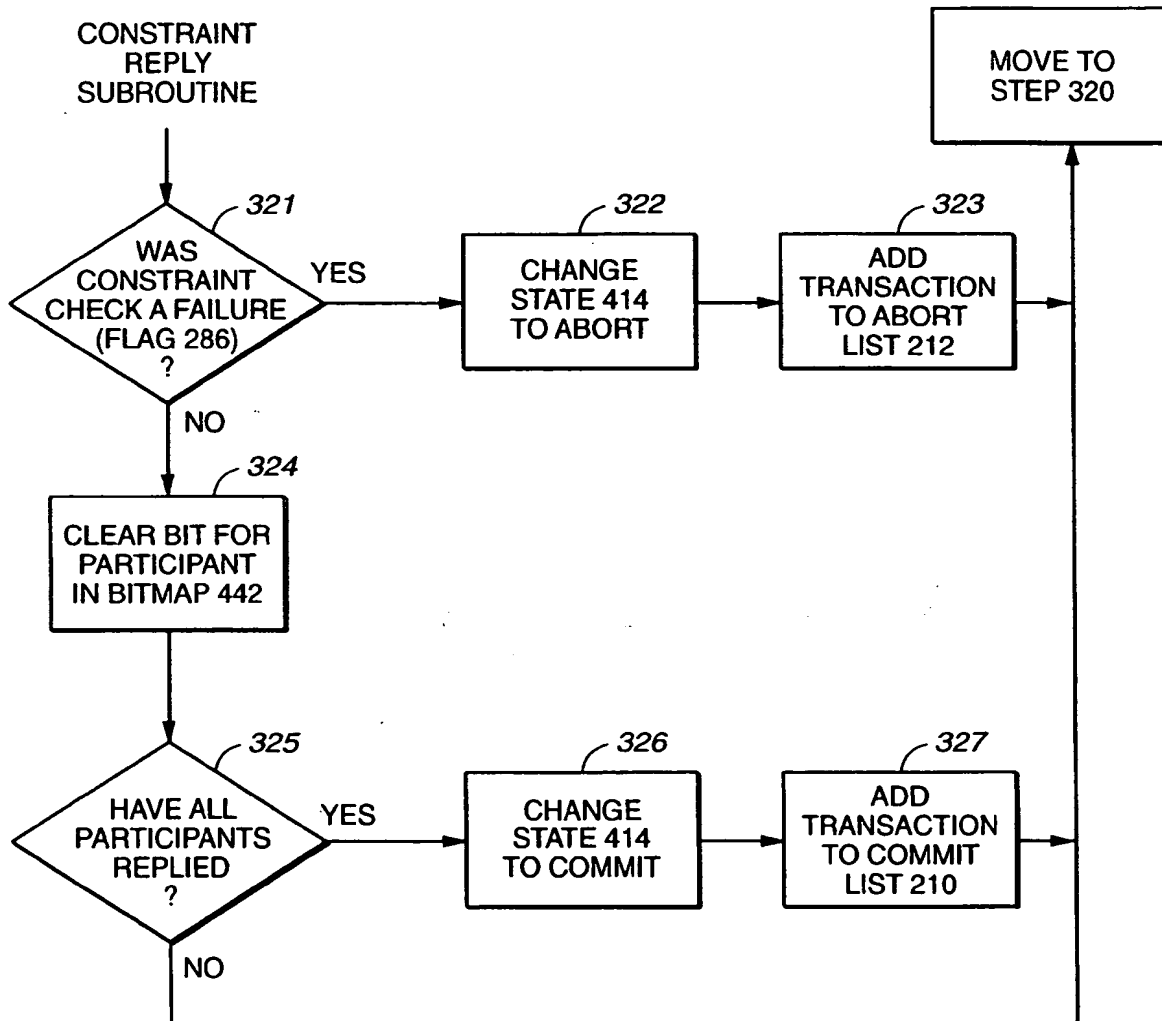 CONSTRAINT
REPLY
SUBROUTINE
MOVE TO
STEP 320
321
WAS
CONSTRAINT
CHECK A FAILURE
(FLAG 286)
?
YES
322
CHANGE
STATE 414
TO ABORT
323
ADD
TRANSACTION
TO ABORT
LIST 212
NO
324
CLEAR BIT FOR
PARTICIPANT
IN BITMAP 442
325
HAVE ALL
PARTICIPANTS
REPLIED
?
YES
326
CHANGE
STATE 414
TO COMMIT
327
ADD
TRANSACTION
TO COMMIT
LIST 210
NO